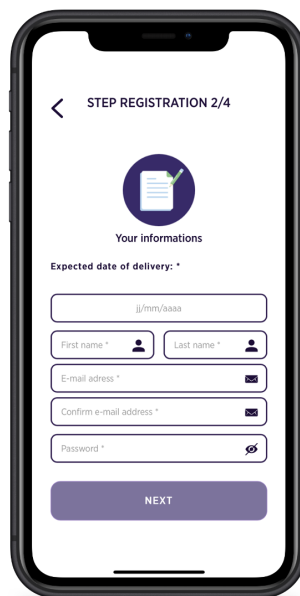 STEP REGISTRATION 2/4
Your informations
Expected date of delivery: *
jj/mm/aaaa
First name * Last name *
E-mail adress *
Confirm e-mail address *
Password *
NEXT